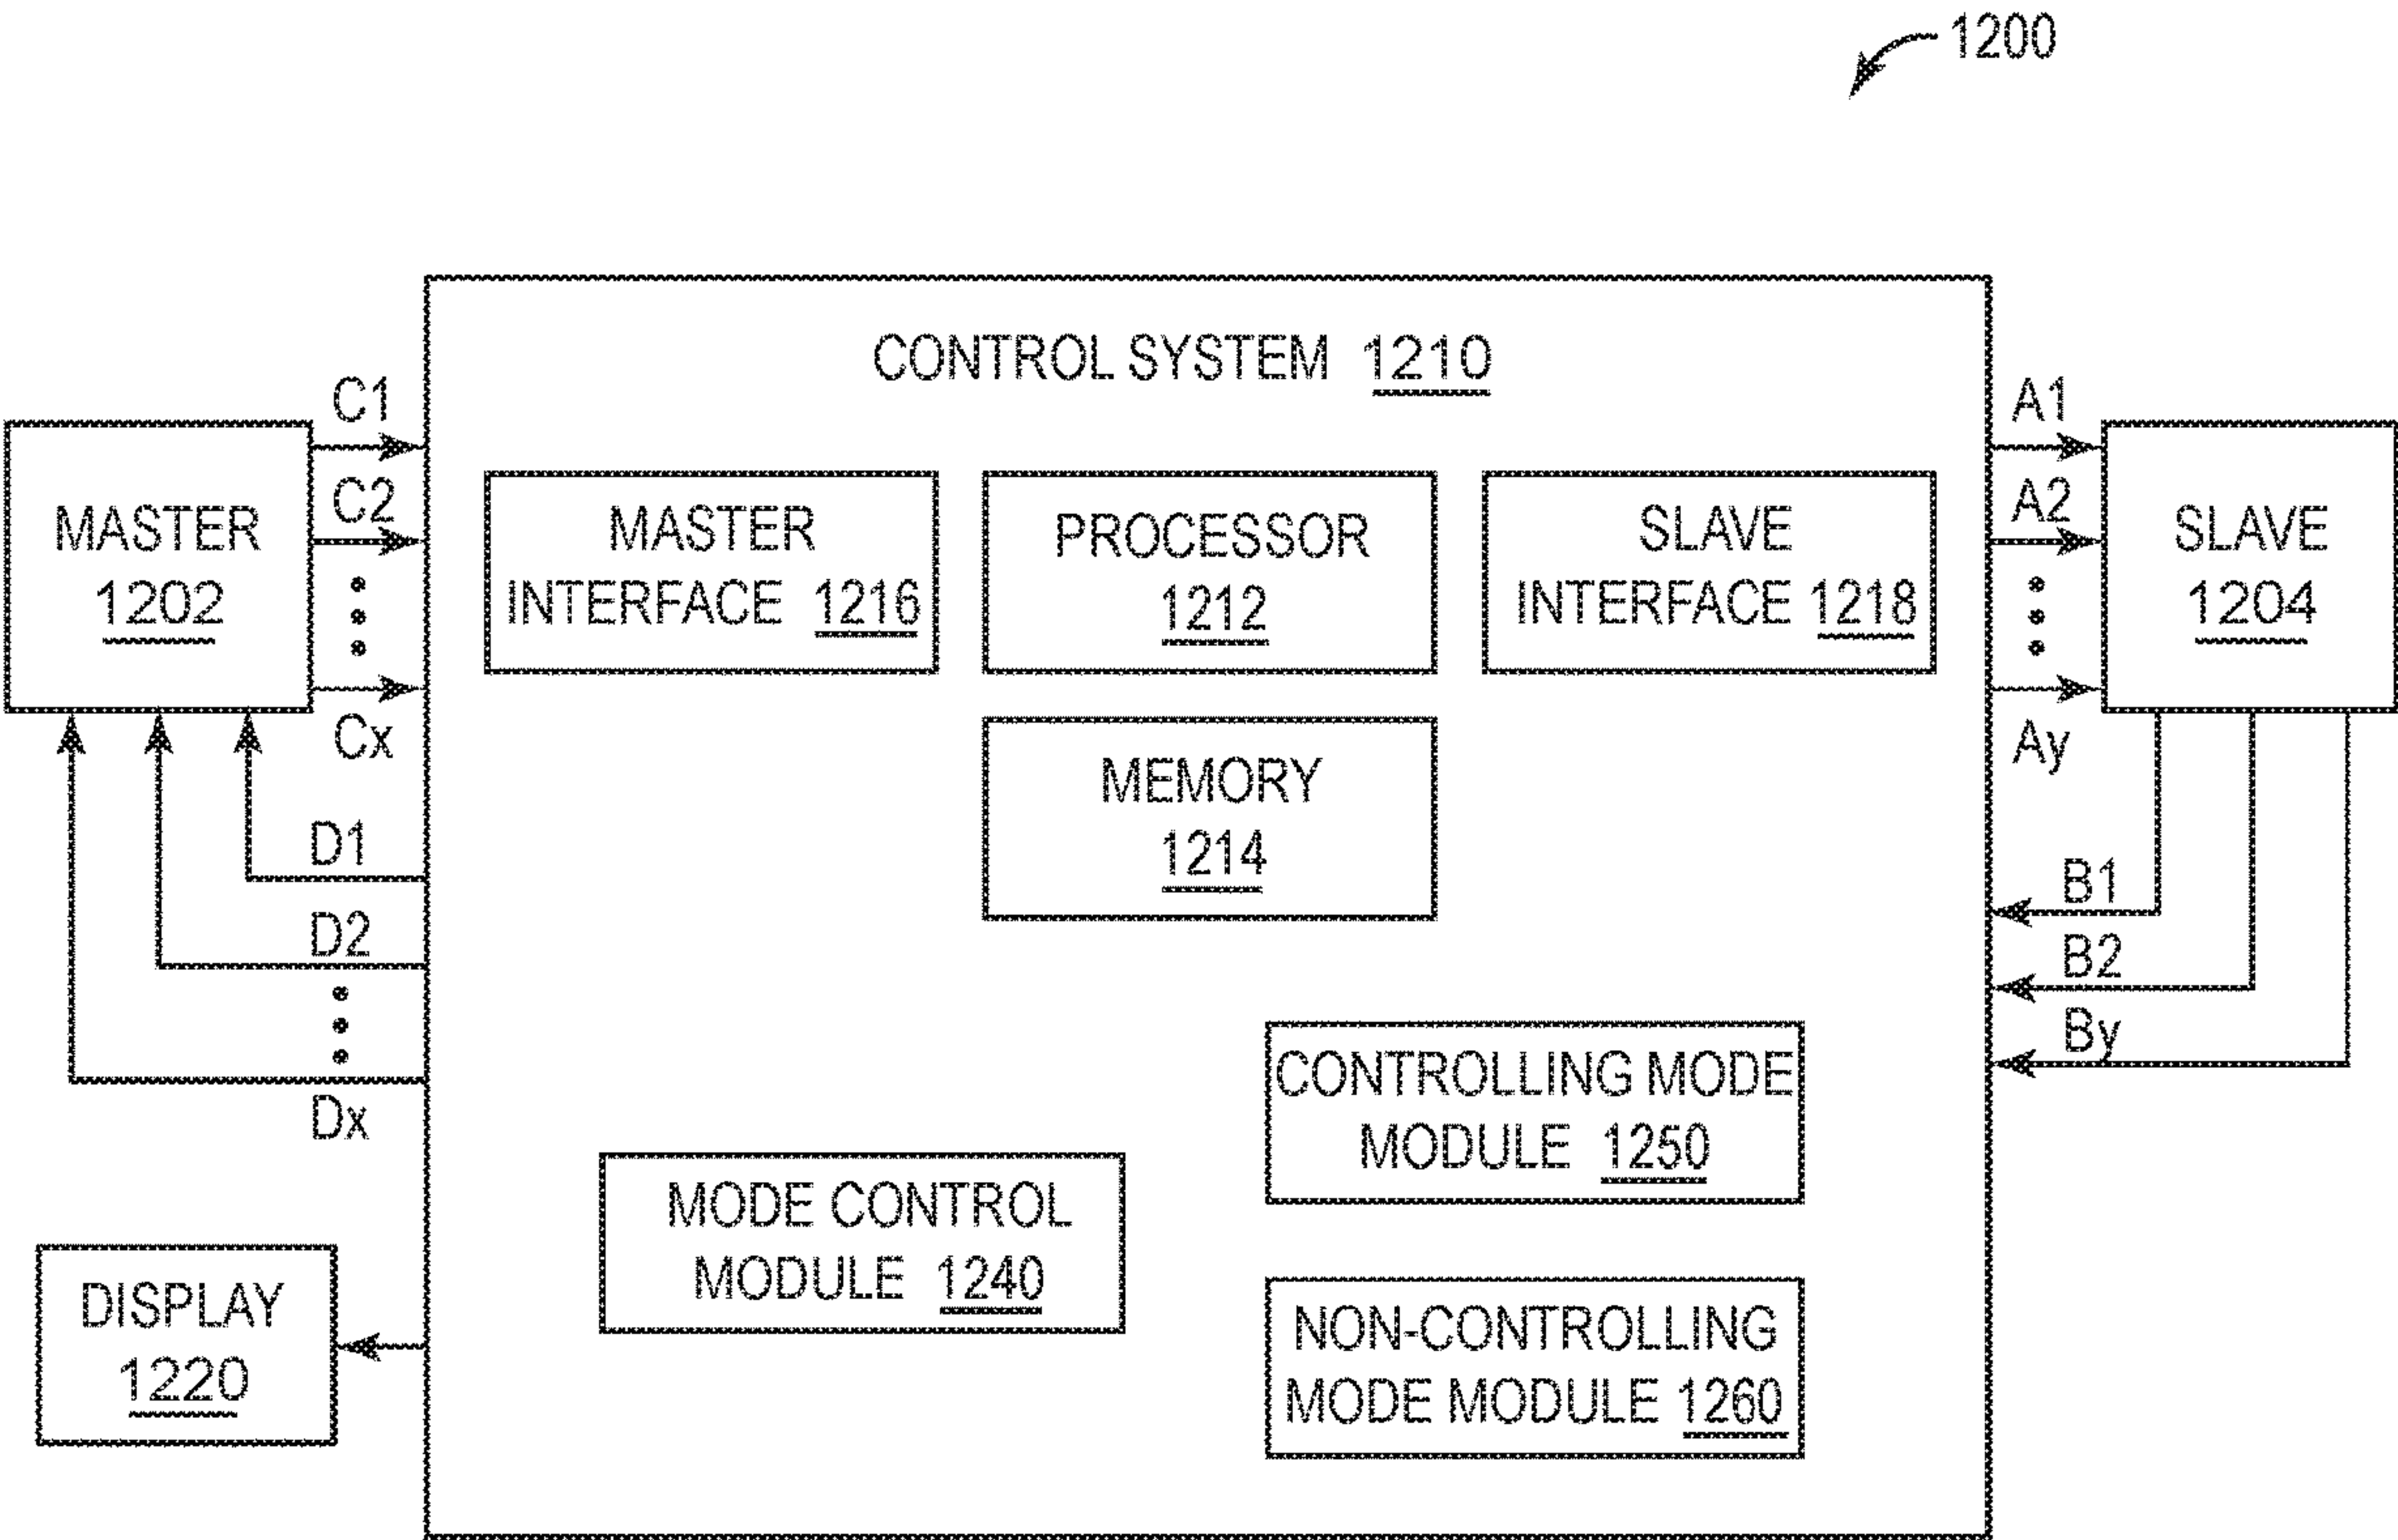 1200
CONTROL SYSTEM 1210
C1
C2
Cx
MASTER
1202
MASTER
INTERFACE 1216
PROCESSOR
1212
SLAVE
INTERFACE 1218
A1
A2
Ay
SLAVE
1204
MEMORY
1214
D1
D2
Dx
B1
B2
By
CONTROLLING MODE
MODULE 1250
MODE CONTROL
MODULE 1240
DISPLAY
1220
NON-CONTROLLING
MODE MODULE 1260